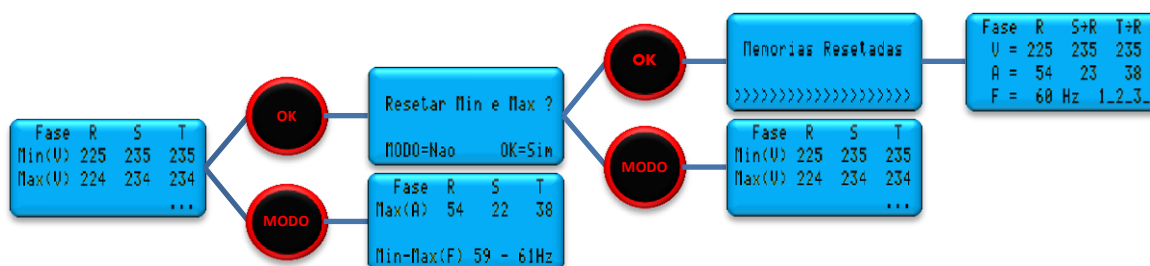 Fase R S T
Min(V) 225 235 235
Max(V) 224 234 234
...
OK
MODO
Resetar Min e Max ?
MODO=Nao OK=Sim
Fase R S T
Max(A) 54 22 38
Min-Max(F) 59 - 61Hz
OK
MODO
Memorias Resetadas
>>>>>>>>>>>>>>>>>>>>
Fase R S T
Min(V) 225 235 235
Max(V) 224 234 234
...
Fase R S→R T→R
V = 225 235 235
A = 54 23 38
F = 60 Hz 1_2_3_